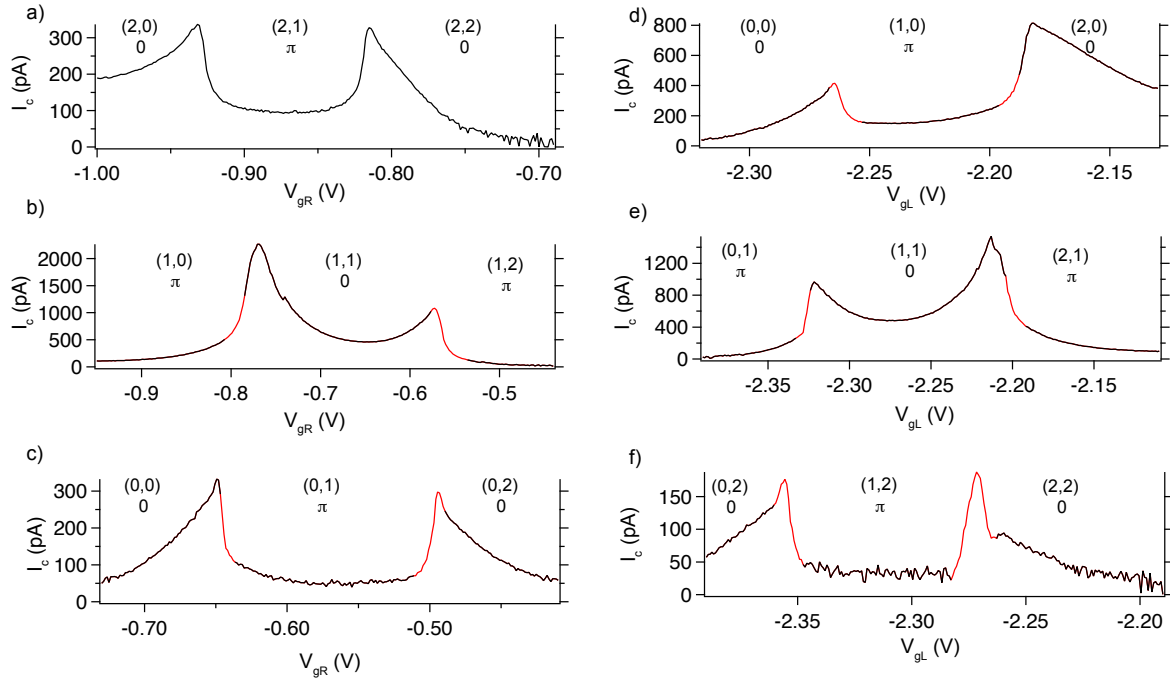 a)
(2,0) (2,1) (2,2)
0 π 0
300
200
100
0
I_c (pA)
-1.00 -0.90 -0.80 -0.70
V_gR (V)
b)
(1,0) (1,1) (1,2)
π 0 π
2000
1500
1000
500
0
I_c (pA)
-0.9 -0.8 -0.7 -0.6 -0.5
V_gR (V)
c)
(0,0) (0,1) (0,2)
0 π 0
300
200
100
0
I_c (pA)
-0.70 -0.60 -0.50
V_gR (V)
d)
(0,0) (1,0) (2,0)
0 π 0
800
600
400
200
0
I_c (pA)
-2.30 -2.25 -2.20 -2.15
V_gL (V)
e)
(0,1) (1,1) (2,1)
π 0 π
1200
800
400
0
I_c (pA)
-2.35 -2.30 -2.25 -2.20 -2.15
V_gL (V)
f)
(0,2) (1,2) (2,2)
0 π 0
150
100
50
0
I_c (pA)
-2.35 -2.30 -2.25 -2.20
V_gL (V)